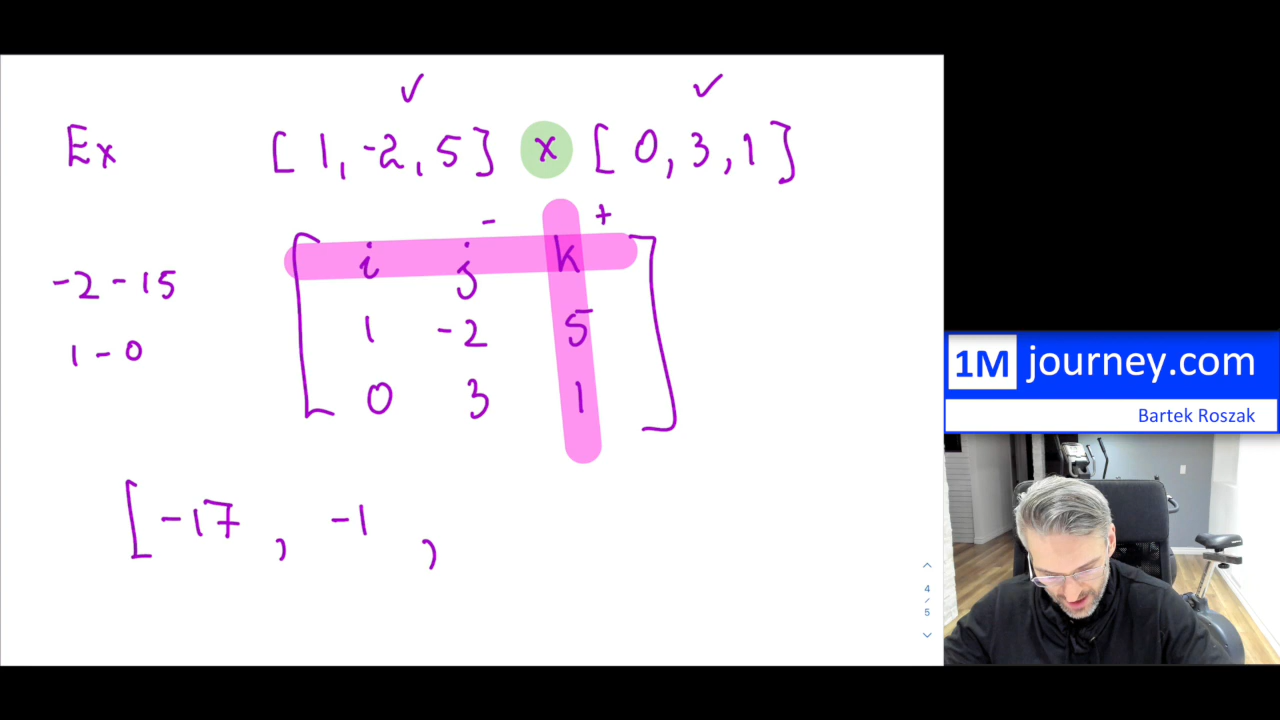 ✓ ✓
Ex [1, -2, 5] x [0, 3, 1]
- +
i j k
-2 - 15
1 -2 5
1 - 0
0 3 1
[-17, -1,
1M journey.com
Bartek Roszak
4
/
5